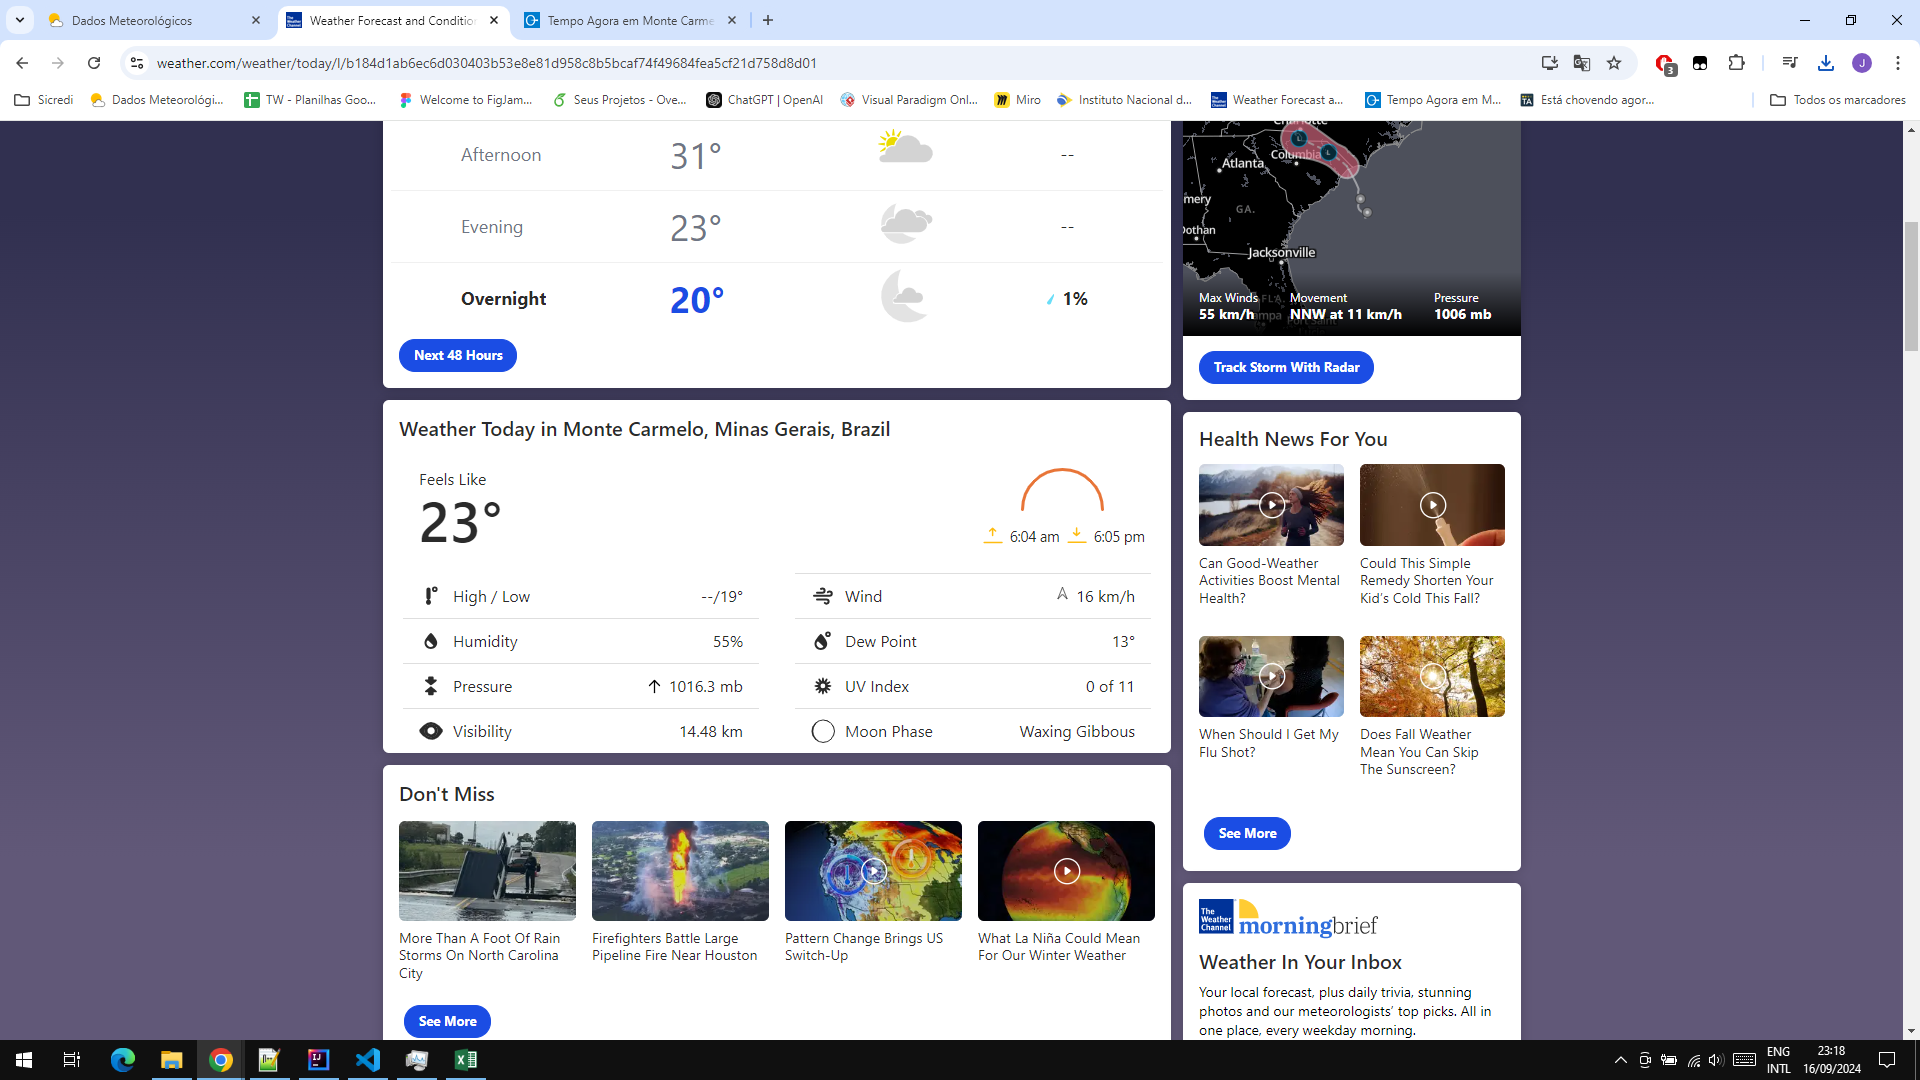 Dados Meteorológicos
Weather Forecast and Condition
Tempo Agora em Monte Carme
weather.com/weather/today/l/b184d1ab6ec6d030403b53e8e81d958c8b5bcaf74f49684fea5cf21d758d8d01
3
J
Sicredi
Dados Meteorológi...
TW - Planilhas Goo...
Welcome to FigJam...
Seus Projetos - Ove...
ChatGPT | OpenAI
Visual Paradigm Onl...
Miro
Instituto Nacional d...
Weather Forecast a...
Tempo Agora em M...
Está chovendo agor...
Todos os marcadores
Afternoon 31° --
Evening 23° --
Overnight 20° 1%
Next 48 Hours
Charlotte
Columbia
Atlanta
mery
GA.
Dothan
Jacksonville
FLA.
Max Winds Movement Pressure
55 km/h NNW at 11 km/h 1006 mb
Track Storm With Radar
Weather Today in Monte Carmelo, Minas Gerais, Brazil
Feels Like
23°
6:04 am 6:05 pm
High / Low --/19°
Wind 16 km/h
Humidity 55%
Dew Point 13°
Pressure 1016.3 mb
UV Index 0 of 11
Visibility 14.48 km
Moon Phase Waxing Gibbous
Health News For You
Can Good-Weather
Activities Boost Mental
Health?
Could This Simple
Remedy Shorten Your
Kid's Cold This Fall?
When Should I Get My
Flu Shot?
Does Fall Weather
Mean You Can Skip
The Sunscreen?
See More
Don't Miss
More Than A Foot Of Rain
Storms On North Carolina
City
Firefighters Battle Large
Pipeline Fire Near Houston
Pattern Change Brings US
Switch-Up
What La Niña Could Mean
For Our Winter Weather
See More
The
Weather
Channel
morningbrief
Weather In Your Inbox
Your local forecast, plus daily trivia, stunning
photos and our meteorologists' top picks. All in
one place, every weekday morning.
ENG
INTL
23:18
16/09/2024